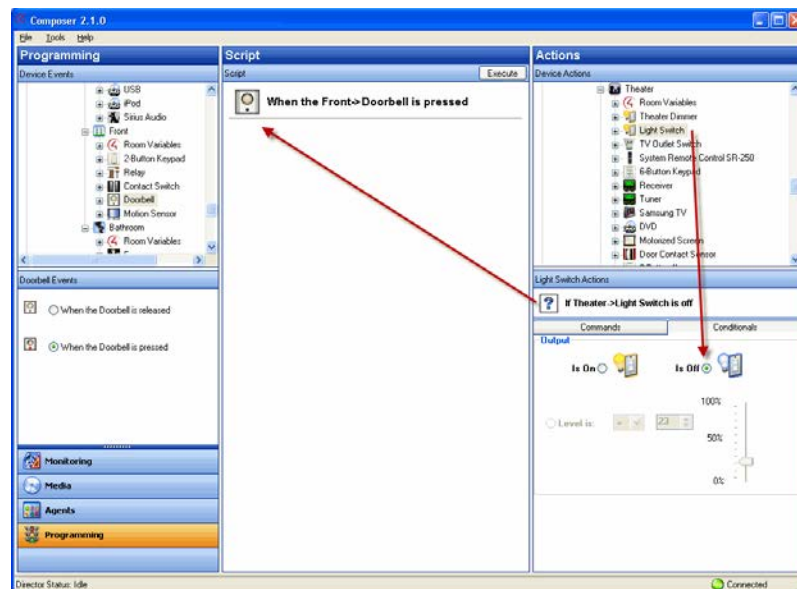 Composer 2.1.0
File Tools Help
Programming
Device Events
USB
iPod
Sirius Audio
Front
Room Variables
2-Button Keypad
Relay
Contact Switch
Doorbell
Motion Sensor
Bathroom
Room Variables
Doorbell Events
When the Doorbell is released
When the Doorbell is pressed
Monitoring
Media
Agents
Programming
Script
Script
Execute
When the Front->Doorbell is pressed
Actions
Device Actions
Theater
Room Variables
Theater Dimmer
Light Switch
TV Outlet Switch
System Remote Control SR-250
6-Button Keypad
Receiver
Tuner
Samsung TV
DVD
Motorized Screen
Door Contact Sensor
Light Switch Actions
If Theater->Light Switch is off
Commands Conditionals
Output
Is On Is Off
100%
Level is: 23
50%
0%
Director Status: Idle
Connected